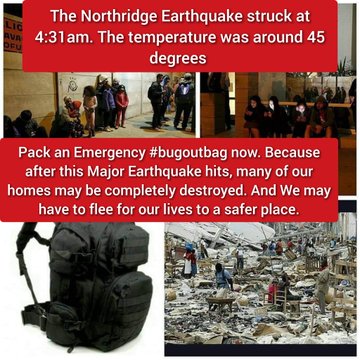 The Northridge Earthquake struck at
4:31am. The temperature was around 45
degrees
Pack an Emergency #bugoutbag now. Because
after this Major Earthquake hits, many of our
homes may be completely destroyed. And We may
have to flee for our lives to a safer place.